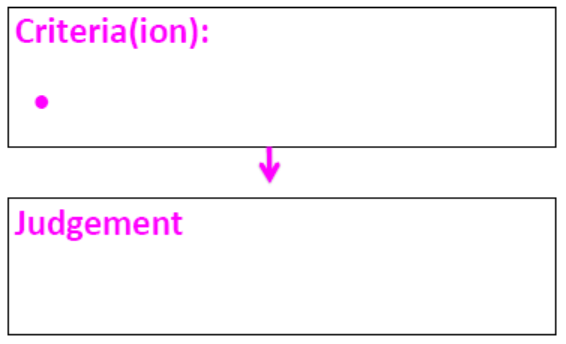 Criteria(ion):
•
Judgement